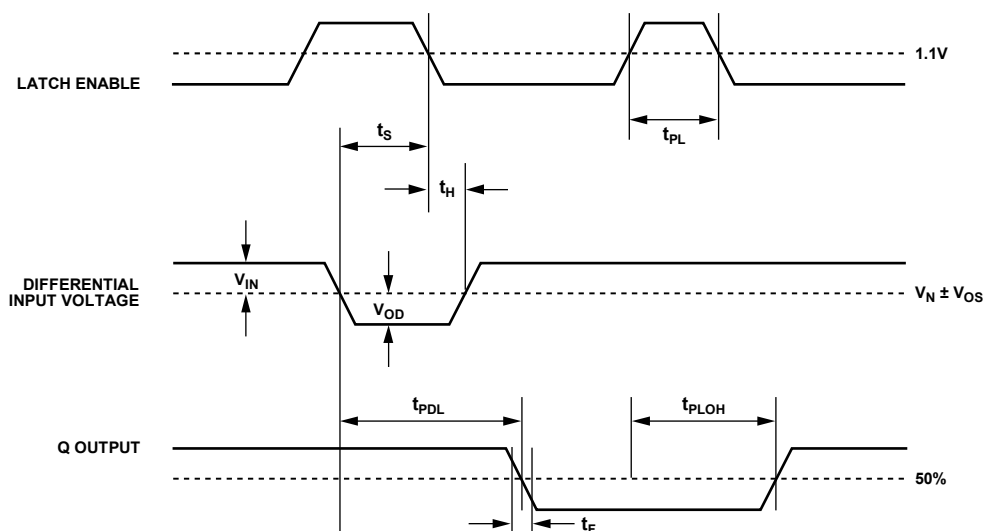 1.1V
LATCH ENABLE
tS
tPL
tH
DIFFERENTIAL
INPUT VOLTAGE
VIN
VOD
VN ± VOS
tPDL
tPLOH
Q OUTPUT
50%
tF